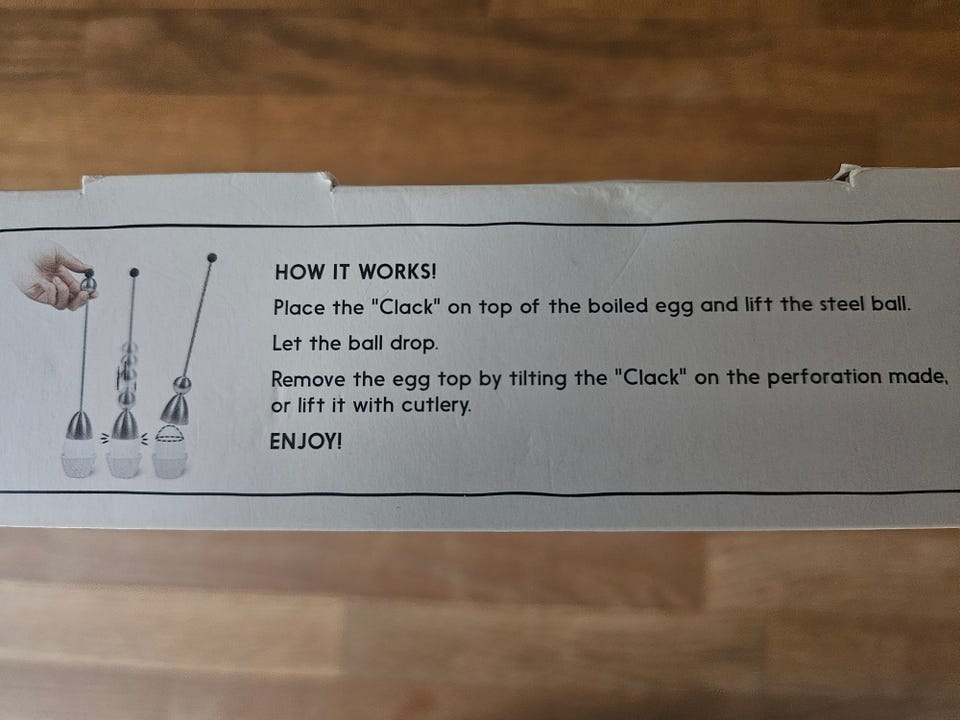 HOW IT WORKS!
Place the "Clack" on top of the boiled egg and lift the steel ball.
Let the ball drop.
Remove the egg top by tilting the "Clack" on the perforation made,
or lift it with cutlery.
ENJOY!